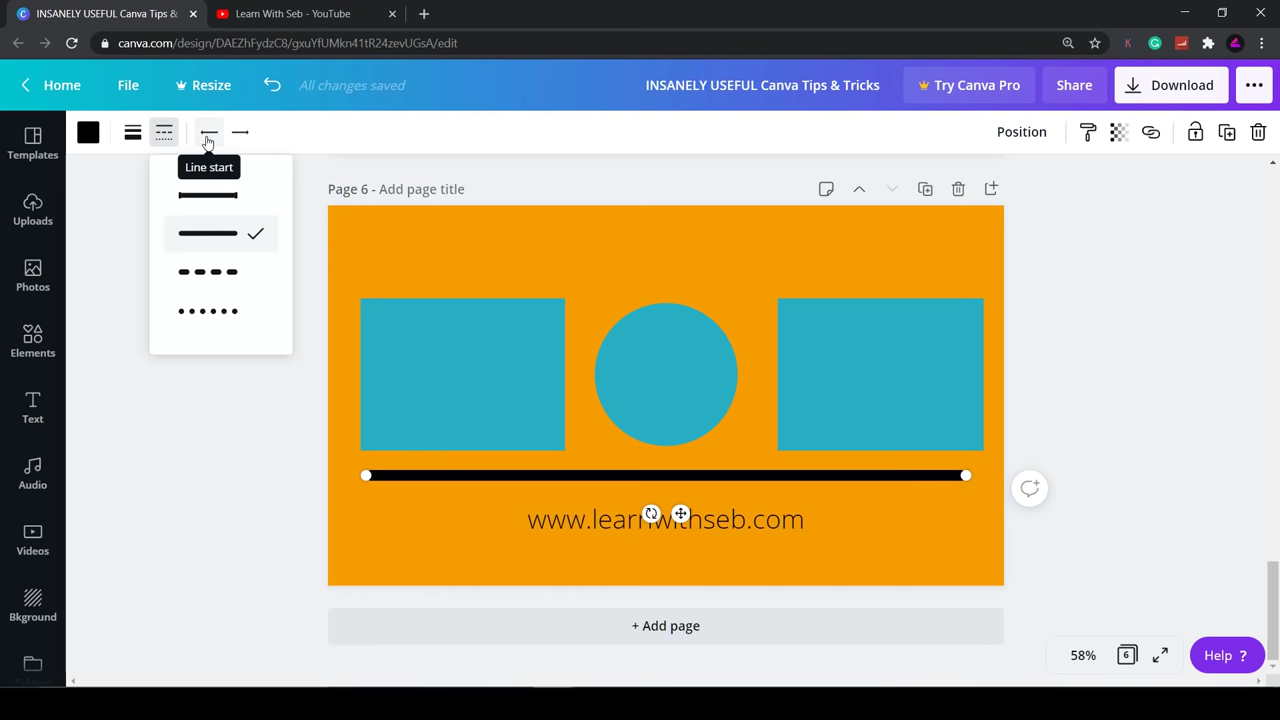 INSANELY USEFUL Canva Tips &
Learn With Seb - YouTube
canva.com/design/DAEZhFydzC8/gxuYfUMkn41tR24zevUGsA/edit
Home
File
Resize
All changes saved
INSANELY USEFUL Canva Tips & Tricks
Try Canva Pro
Share
Download
Position
Line start
Templates
Uploads
Photos
Elements
Text
Audio
Videos
Bkground
Page 6 - Add page title
www.learnwithseb.com
+ Add page
58%
6
Help ?